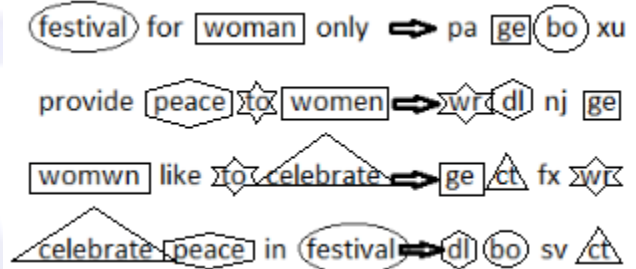 festival for woman only pa ge bo xu
provide peace to women wr dl nj ge
womwn like to celebrate ge ct fx wr
celebrate peace in festival dl bo sv ct